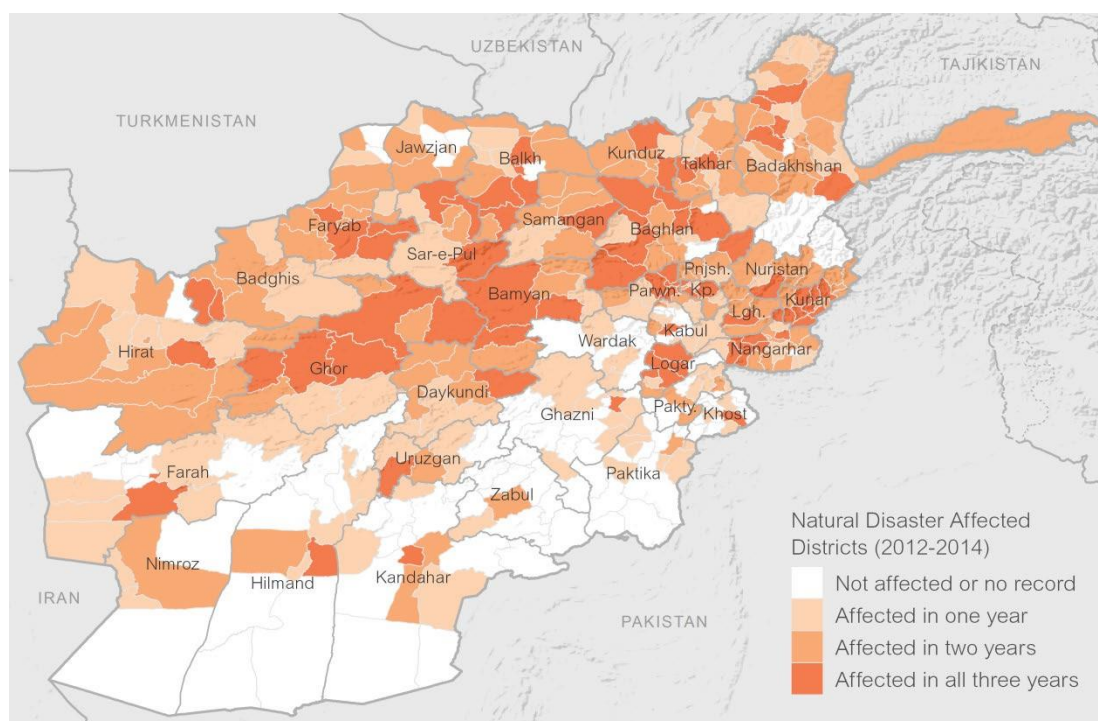 UZBEKISTAN
TAJIKISTAN
TURKMENISTAN
Jawzjan
Balkh
Kunduz
Takhar
Badakhshan
Faryab
Samangan
Baghlan
Sar-e-Pul
Badghis
Pnjsh.
Nuristan
Bamyan
Parwn.
Kp.
Kunar
Lgh.
Kabul
Wardak
Hirat
Nangarhar
Ghor
Logar
Daykundi
Ghazni
Pakty.
Khost
Uruzgan
Farah
Paktika
Zabul
Nimroz
Hilmand
Kandahar
IRAN
PAKISTAN
Natural Disaster Affected
Districts (2012-2014)
Not affected or no record
Affected in one year
Affected in two years
Affected in all three years